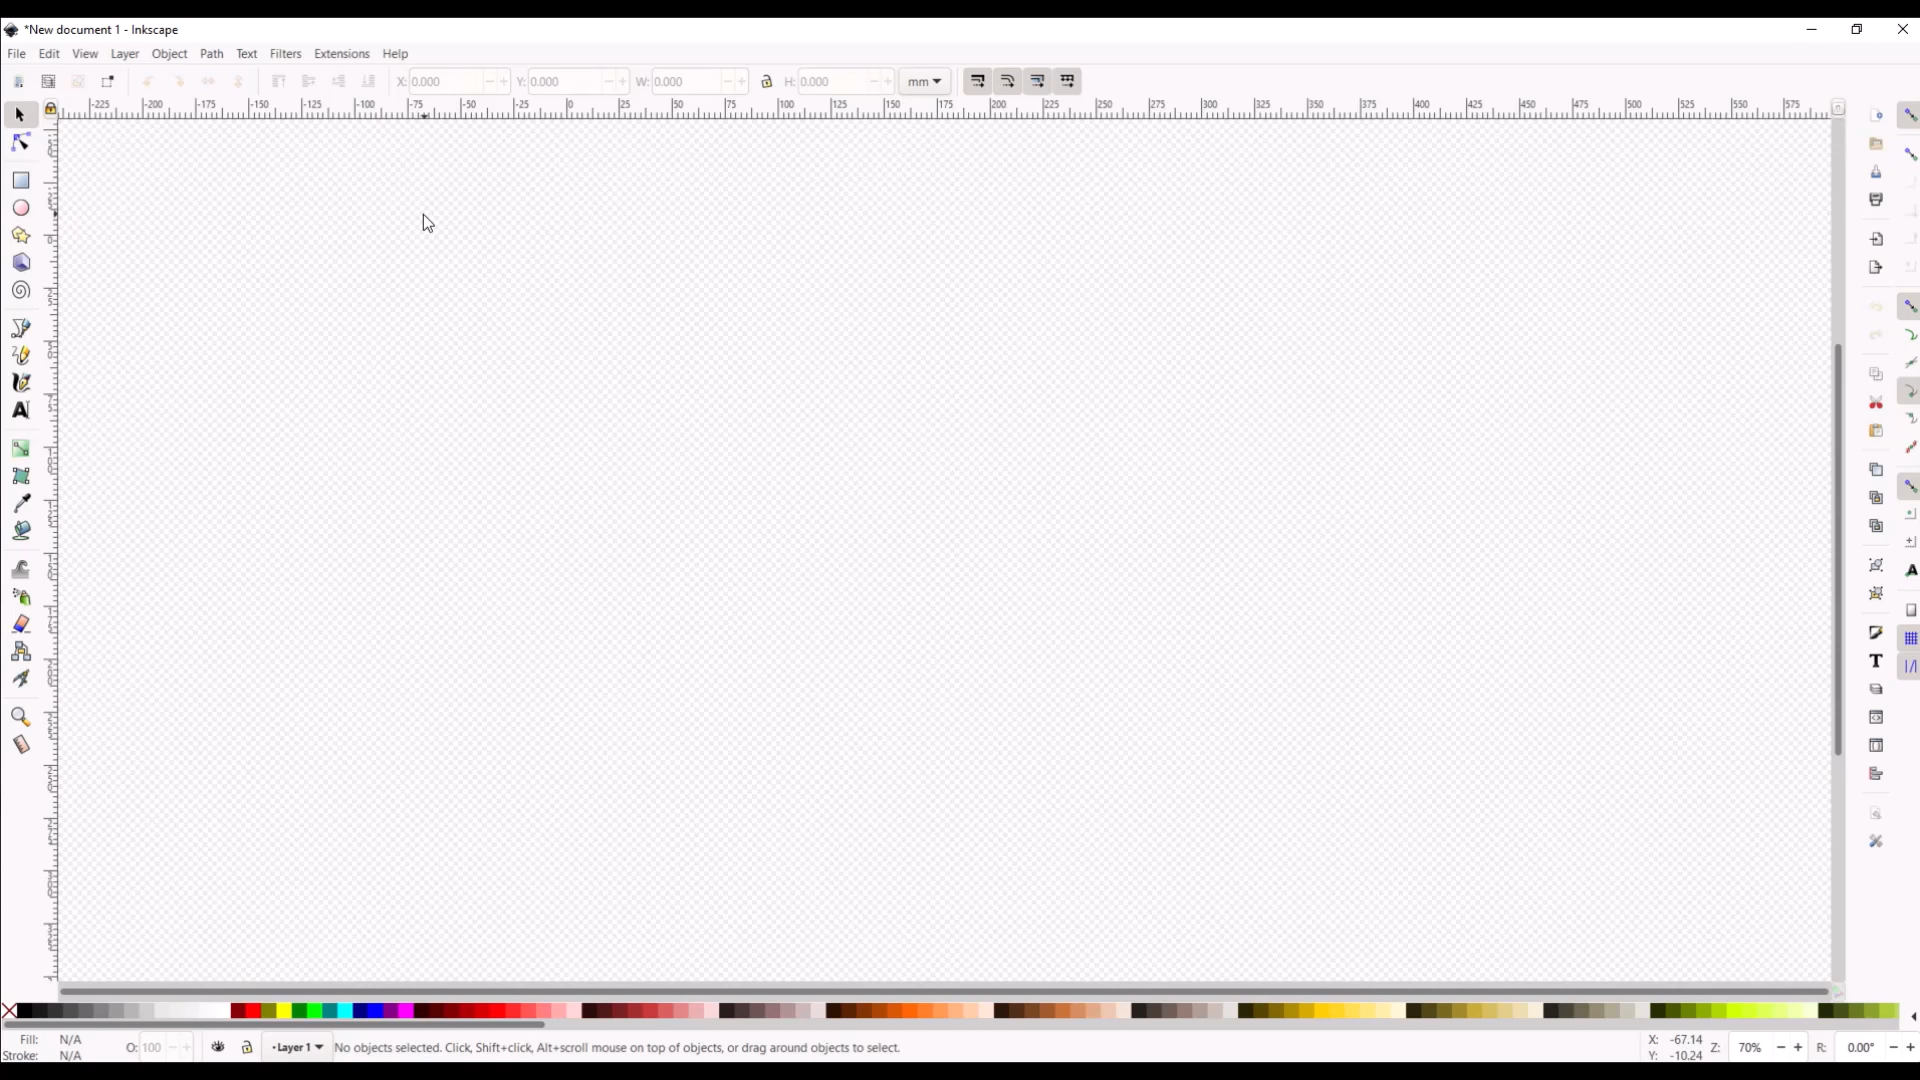 *New document 1 - Inkscape
File Edit View Layer Object Path Text Filters Extensions Help
X: 0.000 Y: 0.000 W: 0.000 H: 0.000 mm
-225 -200 -175 -150 -125 -100 -75 -50 -25 0 25 50 75 100 125 150 175 200 225 250 275 300 325 350 375 400 425 450 475 500 525 550 575
Fill: N/A O: 100 Layer 1 No objects selected. Click, Shift+click, Alt+scroll mouse on top of objects, or drag around objects to select. X: -67.14 Z: 70% R: 0.00°
Stroke: N/A Y: -10.24